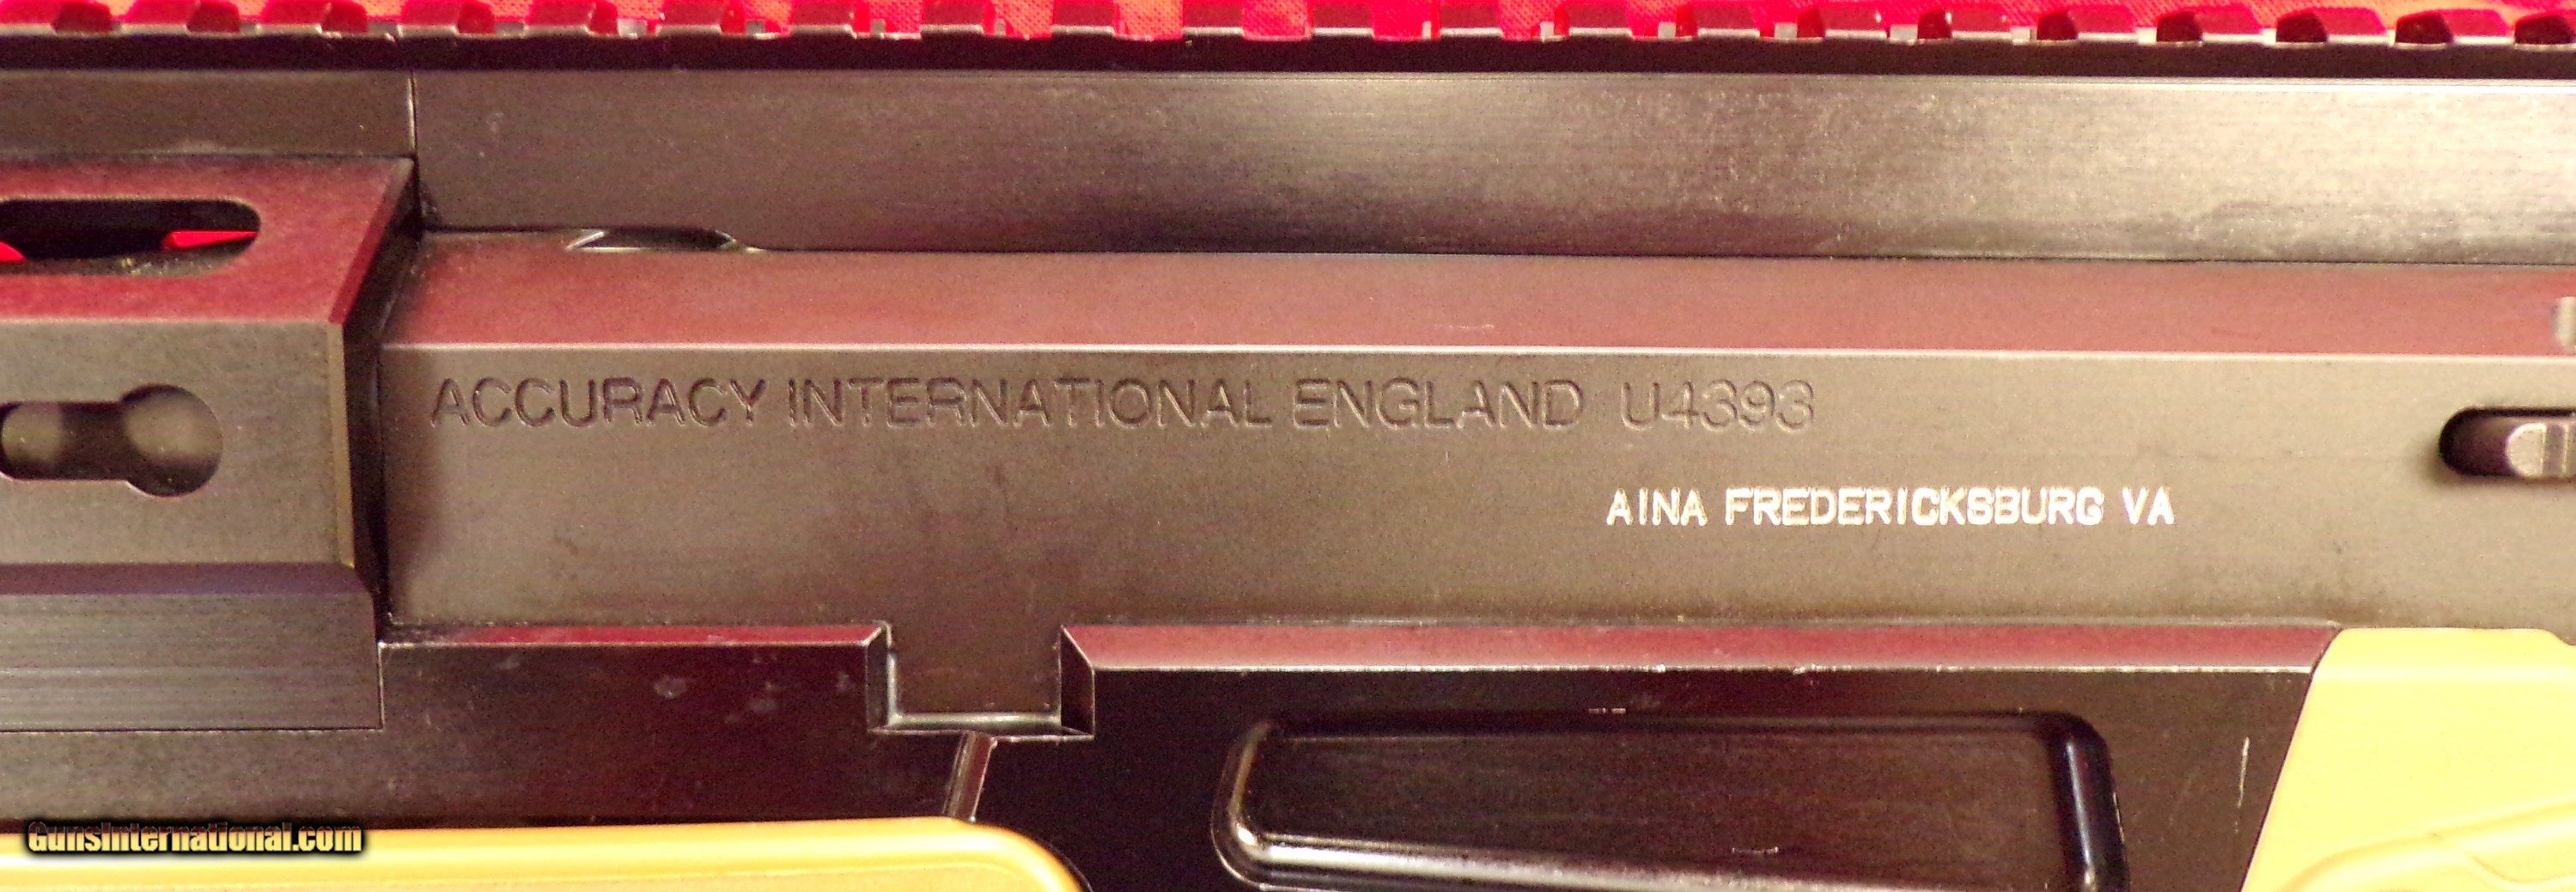 ACCURACY INTERNATIONAL ENGLAND U4393
AINA FREDERICKSBURG VA
GunsInternational.com